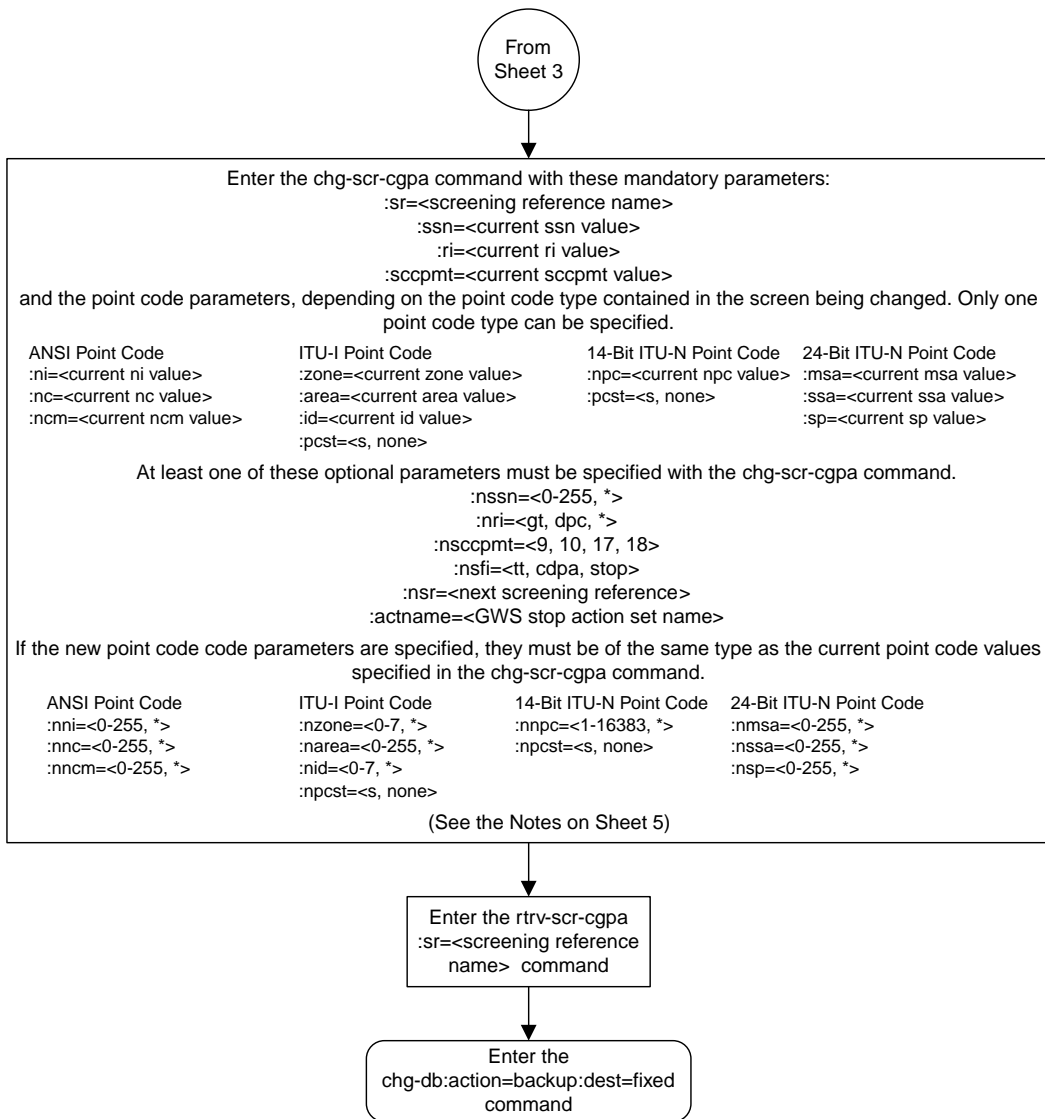 From
Sheet 3
Enter the chg-scr-cgpa command with these mandatory parameters:
:sr=<screening reference name>
:ssn=<current ssn value>
:ri=<current ri value>
:sccpmt=<current sccpmt value>
and the point code parameters, depending on the point code type contained in the screen being changed. Only one
point code type can be specified.
ANSI Point Code
:ni=<current ni value>
:nc=<current nc value>
:ncm=<current ncm value>
ITU-I Point Code
:zone=<current zone value>
:area=<current area value>
:id=<current id value>
:pcst=<s, none>
14-Bit ITU-N Point Code
:npc=<current npc value>
:pcst=<s, none>
24-Bit ITU-N Point Code
:msa=<current msa value>
:ssa=<current ssa value>
:sp=<current sp value>
At least one of these optional parameters must be specified with the chg-scr-cgpa command.
:nssn=<0-255, *>
:nri=<gt, dpc, *>
:nsccpmt=<9, 10, 17, 18>
:nsfi=<tt, cdpa, stop>
:nsr=<next screening reference>
:actname=<GWS stop action set name>
If the new point code code parameters are specified, they must be of the same type as the current point code values
specified in the chg-scr-cgpa command.
ANSI Point Code
:nni=<0-255, *>
:nnc=<0-255, *>
:nncm=<0-255, *>
ITU-I Point Code
:nzone=<0-7, *>
:narea=<0-255, *>
:nid=<0-7, *>
:npcst=<s, none>
14-Bit ITU-N Point Code
:nnpc=<1-16383, *>
:npcst=<s, none>
24-Bit ITU-N Point Code
:nmsa=<0-255, *>
:nssa=<0-255, *>
:nsp=<0-255, *>
(See the Notes on Sheet 5)
Enter the rtrv-scr-cgpa
:sr=<screening reference
name> command
Enter the
chg-db:action=backup:dest=fixed
command